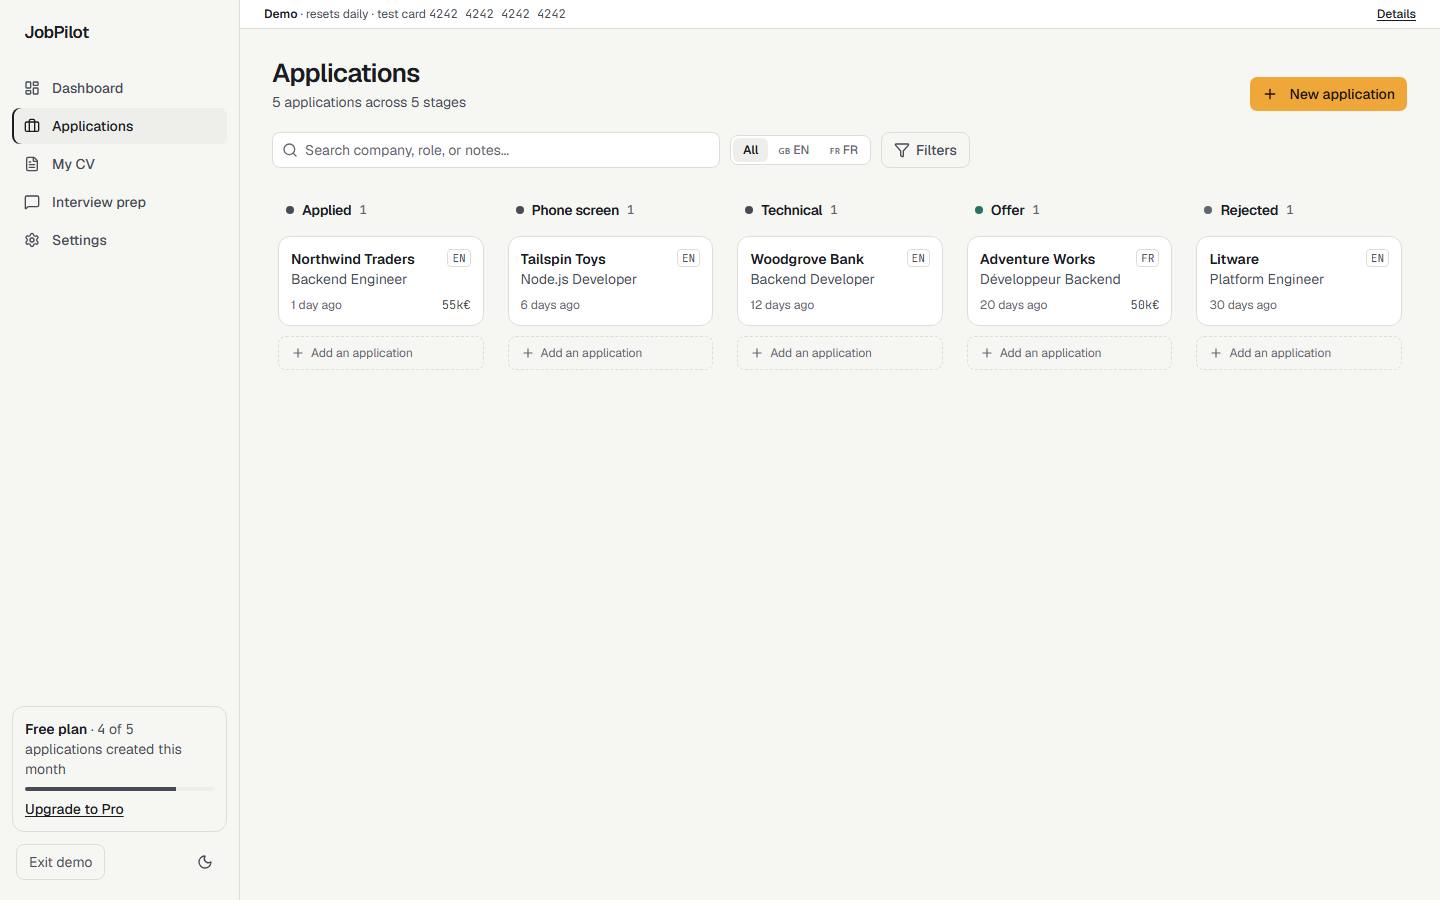 JobPilot
Dashboard
Applications
My CV
Interview prep
Settings
Free plan · 4 of 5
applications created this
month
Upgrade to Pro
Exit demo
Demo · resets daily · test card 4242 4242 4242 4242
Details
Applications
5 applications across 5 stages
New application
Search company, role, or notes...
All
GB EN
FR FR
Filters
Applied 1
Northwind Traders EN
Backend Engineer
1 day ago 55k€
Add an application
Phone screen 1
Tailspin Toys EN
Node.js Developer
6 days ago
Add an application
Technical 1
Woodgrove Bank EN
Backend Developer
12 days ago
Add an application
Offer 1
Adventure Works FR
Développeur Backend
20 days ago 50k€
Add an application
Rejected 1
Litware EN
Platform Engineer
30 days ago
Add an application